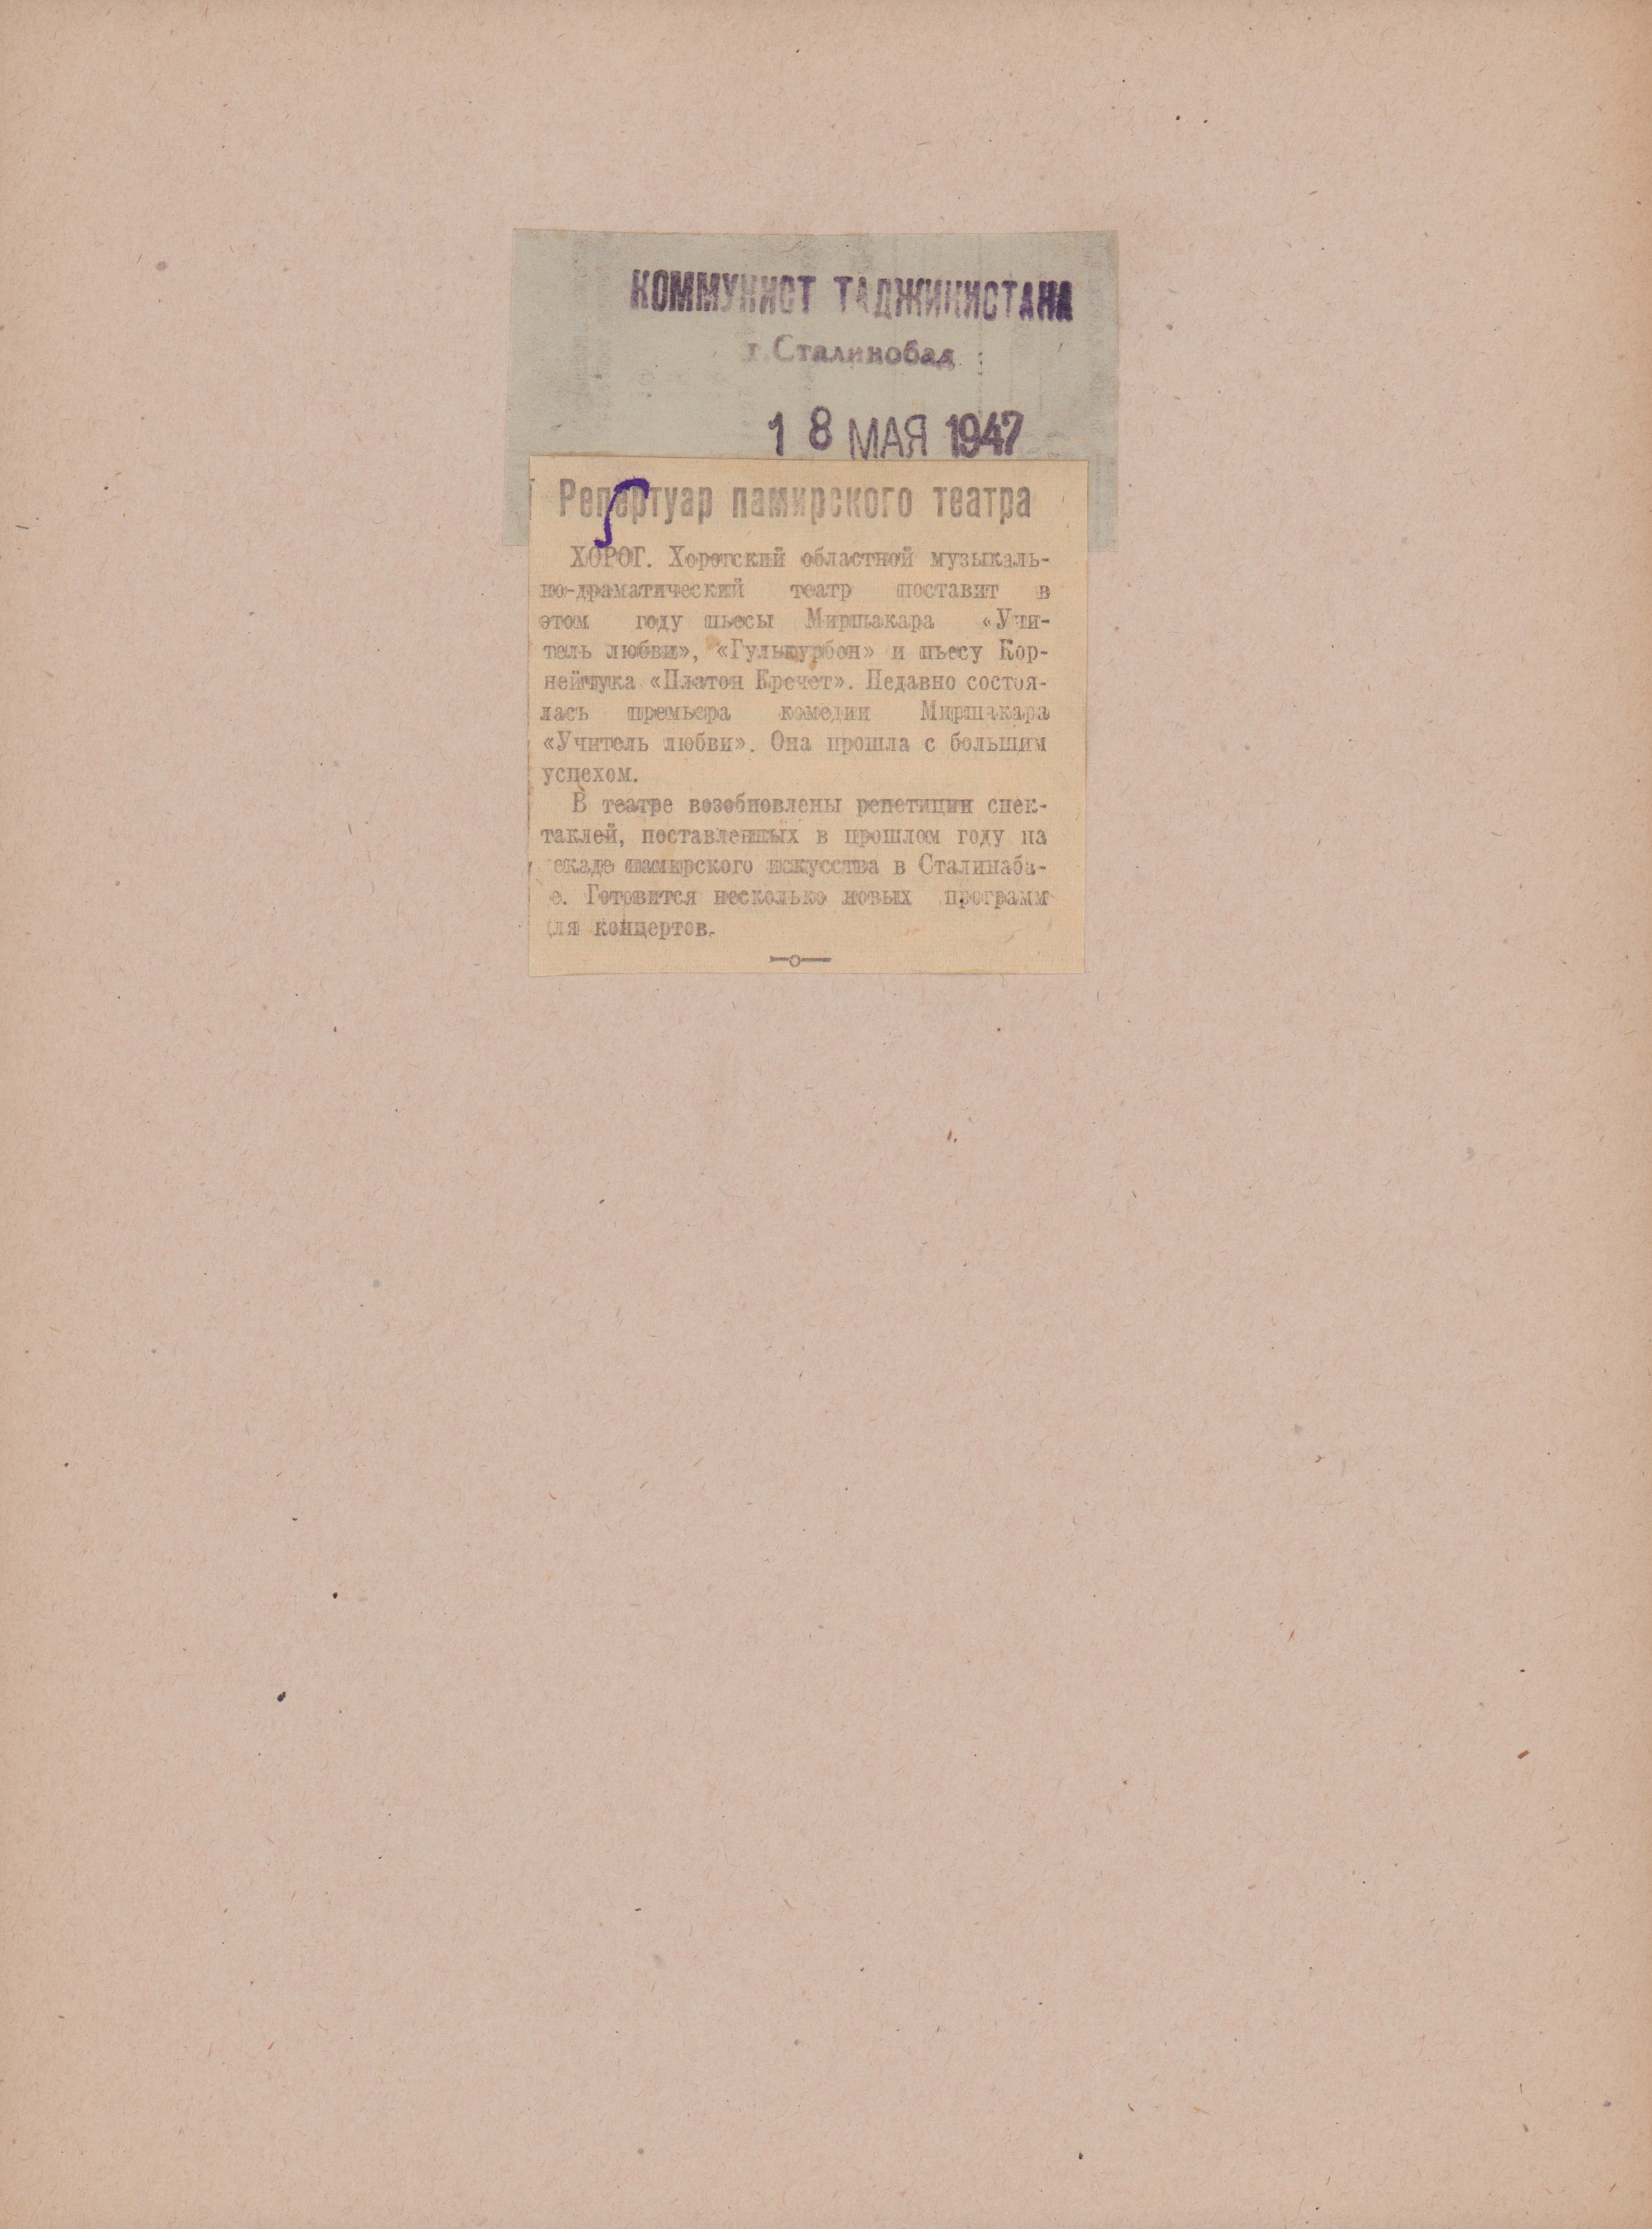 КОММУНИСТ ТАДЖИКИСТАНА
г. Сталинобад
18 МАЯ 1947
Репертуар памирского театра
ХОРОГ. Хорогский областной музыкаль-
но-драматический театр поставит в
этом году пьесы Миршакара «Учи-
тель любви», «Гулькурбон» и пьесу Кор-
нейчука «Платон Кречет». Недавно состоя-
лась премьера комедии Миршакара
«Учитель любви». Она прошла с большим
успехом.
В театре возобновлены репетиции спек-
таклей, поставленных в прошлом году на
екаде памирского искусства в Сталинаба-
е. Готовится несколько новых программ
для концертов.